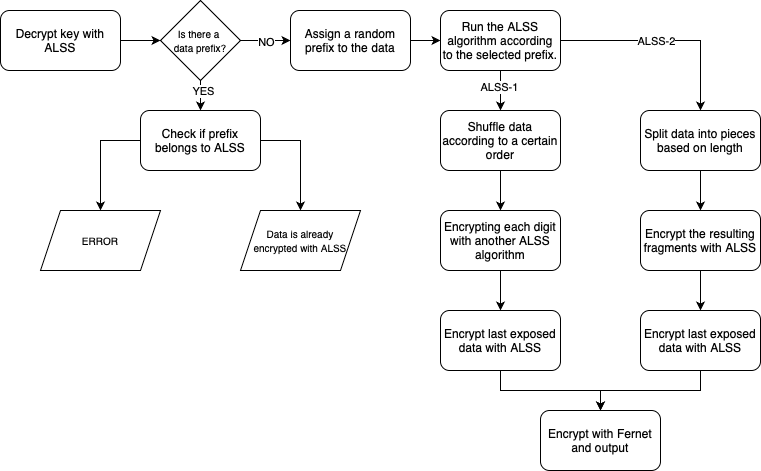 Decrypt key with
ALSS
Is there a
data prefix?
NO
Assign a random
prefix to the data
Run the ALSS
algorithm according
to the selected prefix.
ALSS-2
YES
ALSS-1
Check if prefix
belongs to ALSS
Shuffle data
according to a certain
order
Split data into pieces
based on length
ERROR
Data is already
encrypted with ALSS
Encrypting each digit
with another ALSS
algorithm
Encrypt the resulting
fragments with ALSS
Encrypt last exposed
data with ALSS
Encrypt last exposed
data with ALSS
Encrypt with Fernet
and output